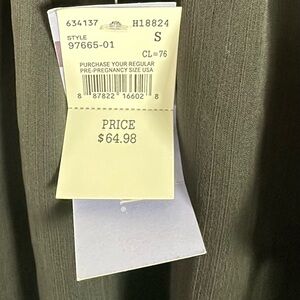 634137 H18824
STYLE S
97665-01
CL=76
PURCHASE YOUR REGULAR
PRE-PREGNANCY SIZE USA
8 87822 16602 8
PRICE
$64.98